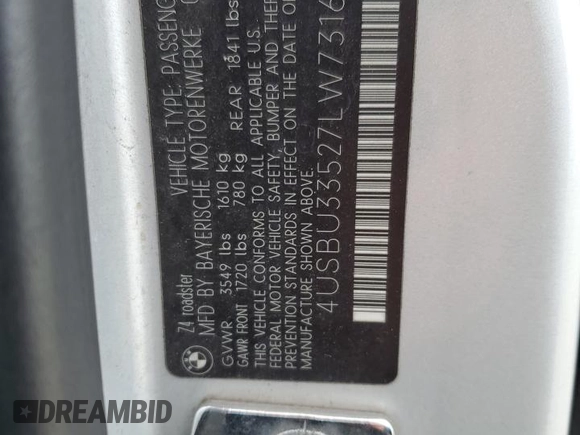 Z4 roadster VEHICLE TYPE: PASSENG
MFD BY BAYERISCHE MOTORENWERKE
GVWR 3549 lbs 1610 kg
GAWR FRONT 1720 lbs 780 kg REAR 1841 lbs
THIS VEHICLE CONFORMS TO ALL APPLICABLE U.S.
FEDERAL MOTOR VEHICLE SAFETY, BUMPER AND THEF
PREVENTION STANDARDS IN EFFECT ON THE DATE O
MANUFACTURE SHOWN ABOVE.
4USBU33527LW7316
BMW
DREAMBID